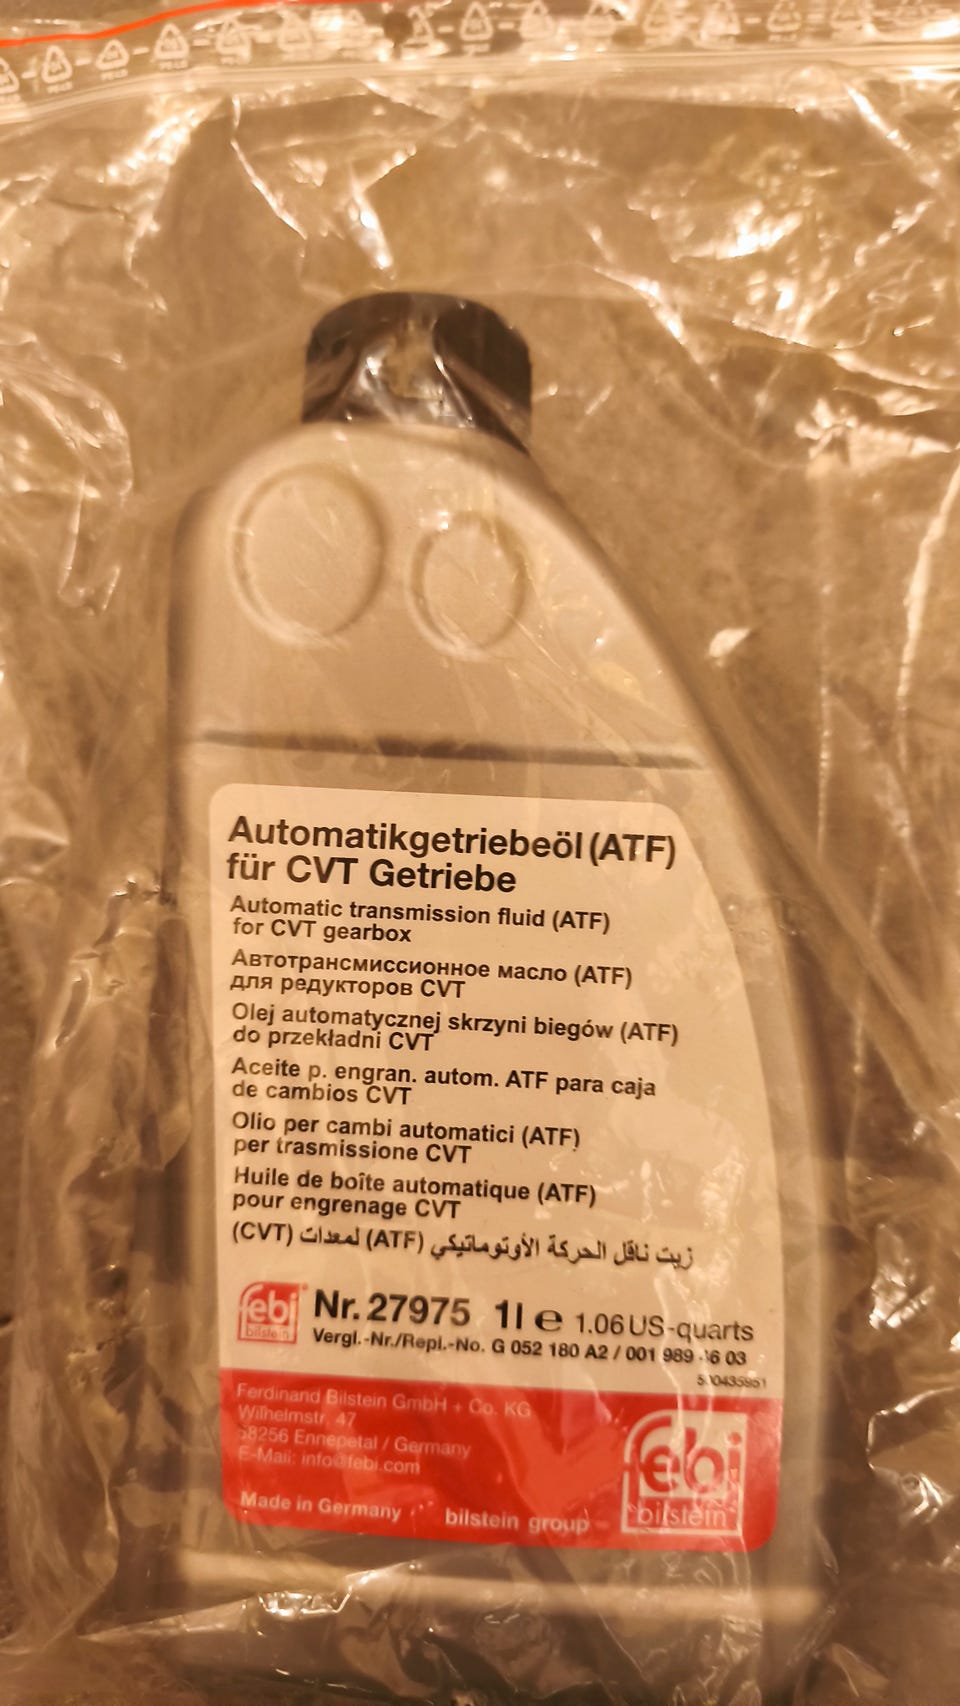 Automatikgetriebeöl (ATF)
für CVT Getriebe
Automatic transmission fluid (ATF)
for CVT gearbox
Автотрансмиссионное масло (ATF)
для редукторов CVT
Olej automatycznej skrzyni biegów (ATF)
do przekładni CVT
Aceite p. engran. autom. ATF para caja
de cambios CVT
Olio per cambi automatici (ATF)
per trasmissione CVT
Huile de boîte automatique (ATF)
pour engrenage CVT
زيت ناقل الحركة الأوتوماتيكي (ATF) لمعدات (CVT)
febi
bilstein
Nr. 27975 1l e 1.06 US-quarts
Vergl.-Nr./Repl.-No. G 052 180 A2 / 001 989 03
Ferdinand Bilstein GmbH + Co. KG
Wilhelmstr. 47
58256 Ennepetal / Germany
E-Mail: info@febi.com
Made in Germany
bilstein group
febi
bilstein